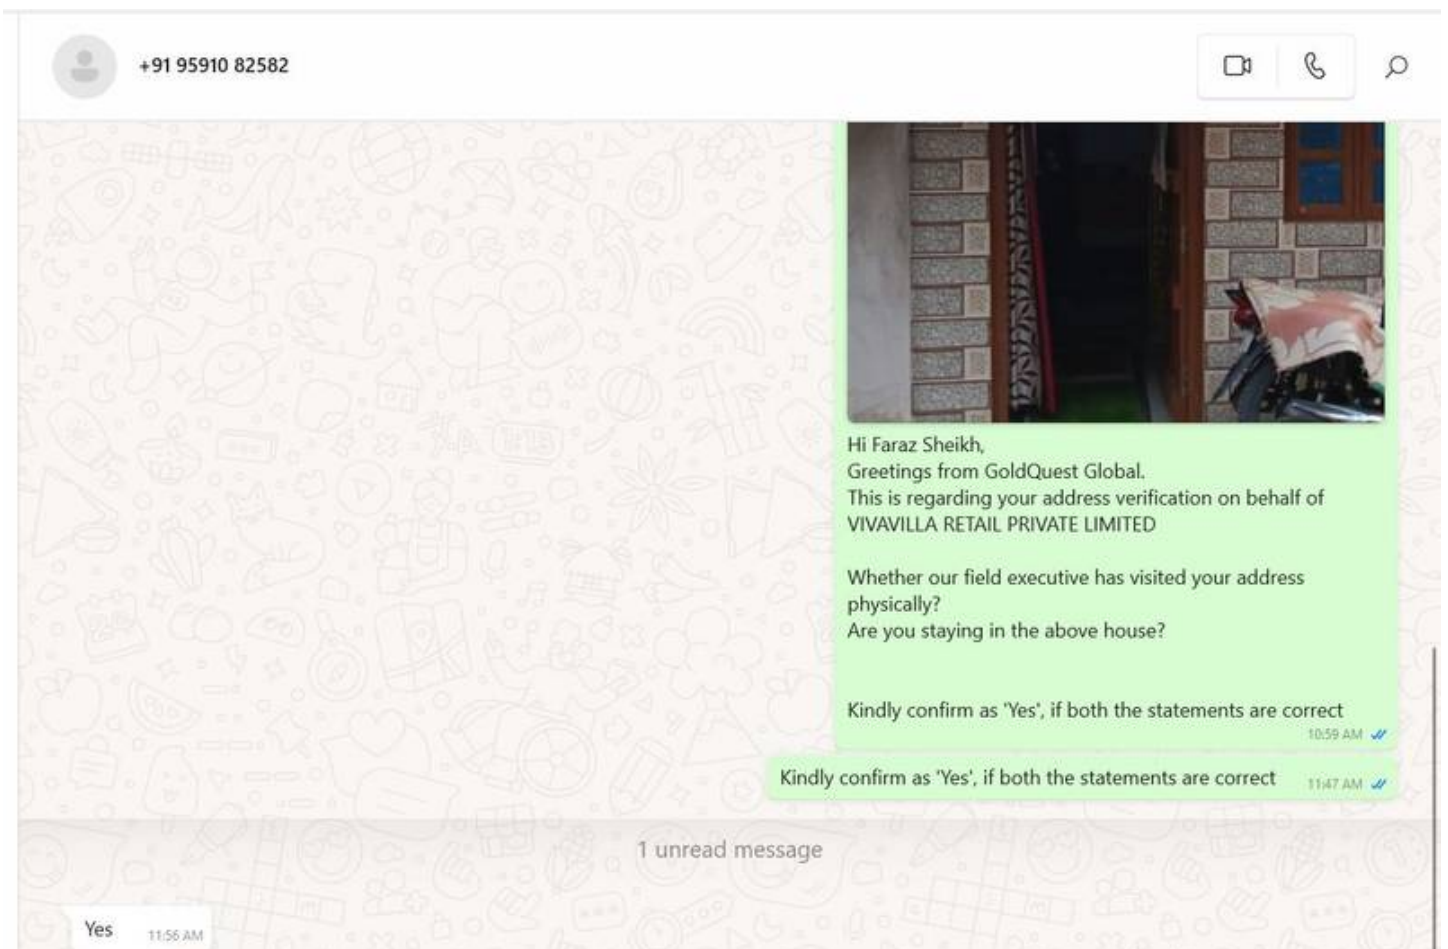 +91 95910 82582
Hi Faraz Sheikh,
Greetings from GoldQuest Global.
This is regarding your address verification on behalf of
VIVAVILLA RETAIL PRIVATE LIMITED
Whether our field executive has visited your address
physically?
Are you staying in the above house?
Kindly confirm as 'Yes', if both the statements are correct
10:59 AM
Kindly confirm as 'Yes', if both the statements are correct
11:47 AM
1 unread message
Yes
11:56 AM